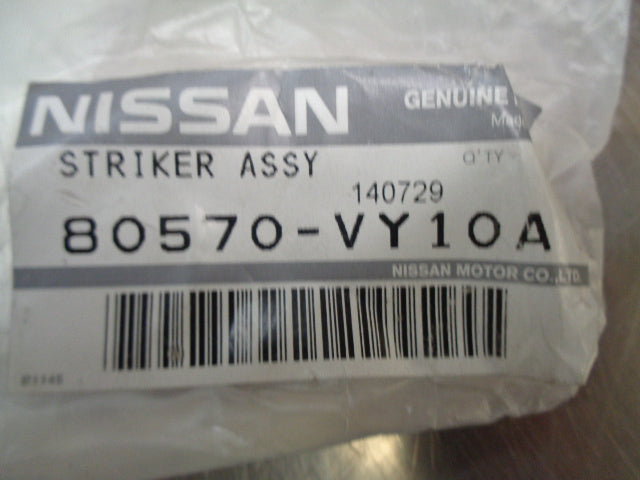 NISSAN GENUINE
STRIKER ASSY Q'TY
140729
80570-VY10A
NISSAN MOTOR CO.,LTD.